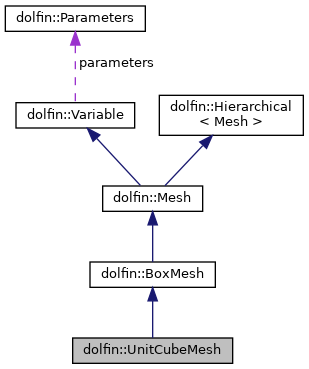 dolfin::Parameters
parameters
dolfin::Variable
dolfin::Hierarchical
< Mesh >
dolfin::Mesh
dolfin::BoxMesh
dolfin::UnitCubeMesh